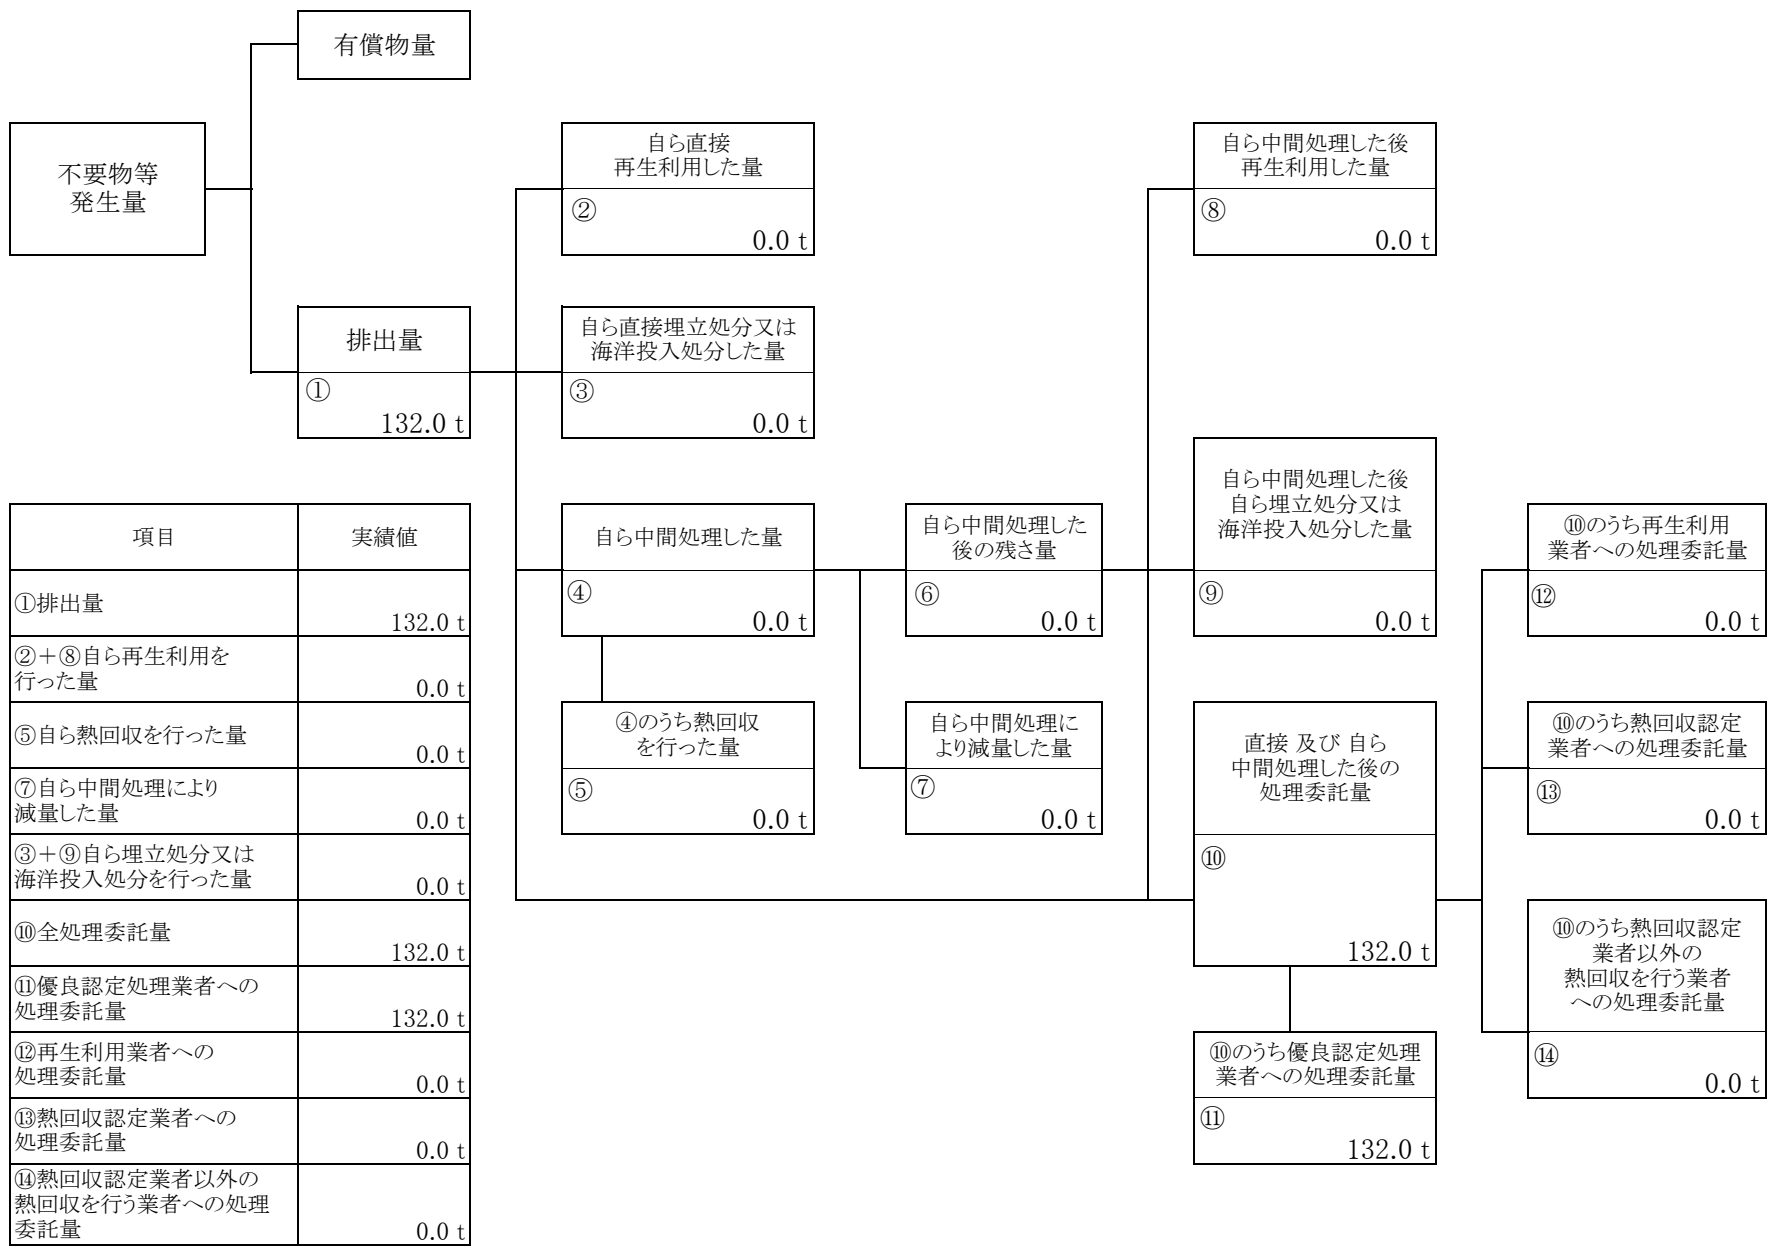 有償物量
不要物等
発生量
自ら直接
再生利用した量
②
0.0 t
自ら中間処理した後
再生利用した量
⑧
0.0 t
排出量
①
132.0 t
自ら直接埋立処分又は
海洋投入処分した量
③
0.0 t
自ら中間処理した量
④
0.0 t
自ら中間処理した
後の残さ量
⑥
0.0 t
自ら中間処理した後
自ら埋立処分又は
海洋投入処分した量
⑨
0.0 t
⑩のうち再生利用
業者への処理委託量
⑫
0.0 t
④のうち熱回収
を行った量
⑤
0.0 t
自ら中間処理に
より減量した量
⑦
0.0 t
直接 及び 自ら
中間処理した後の
処理委託量
⑩
132.0 t
⑩のうち熱回収認定
業者への処理委託量
⑬
0.0 t
⑩のうち熱回収認定
業者以外の
熱回収を行う業者
への処理委託量
⑭
0.0 t
⑩のうち優良認定処理
業者への処理委託量
⑪
132.0 t
項目 実績値
①排出量
132.0 t
②＋⑧自ら再生利用を
行った量
0.0 t
⑤自ら熱回収を行った量
0.0 t
⑦自ら中間処理により
減量した量
0.0 t
③＋⑨自ら埋立処分又は
海洋投入処分を行った量
0.0 t
⑩全処理委託量
132.0 t
⑪優良認定処理業者への
処理委託量
132.0 t
⑫再生利用業者への
処理委託量
0.0 t
⑬熱回収認定業者への
処理委託量
0.0 t
⑭熱回収認定業者以外の
熱回収を行う業者への処理
委託量
0.0 t